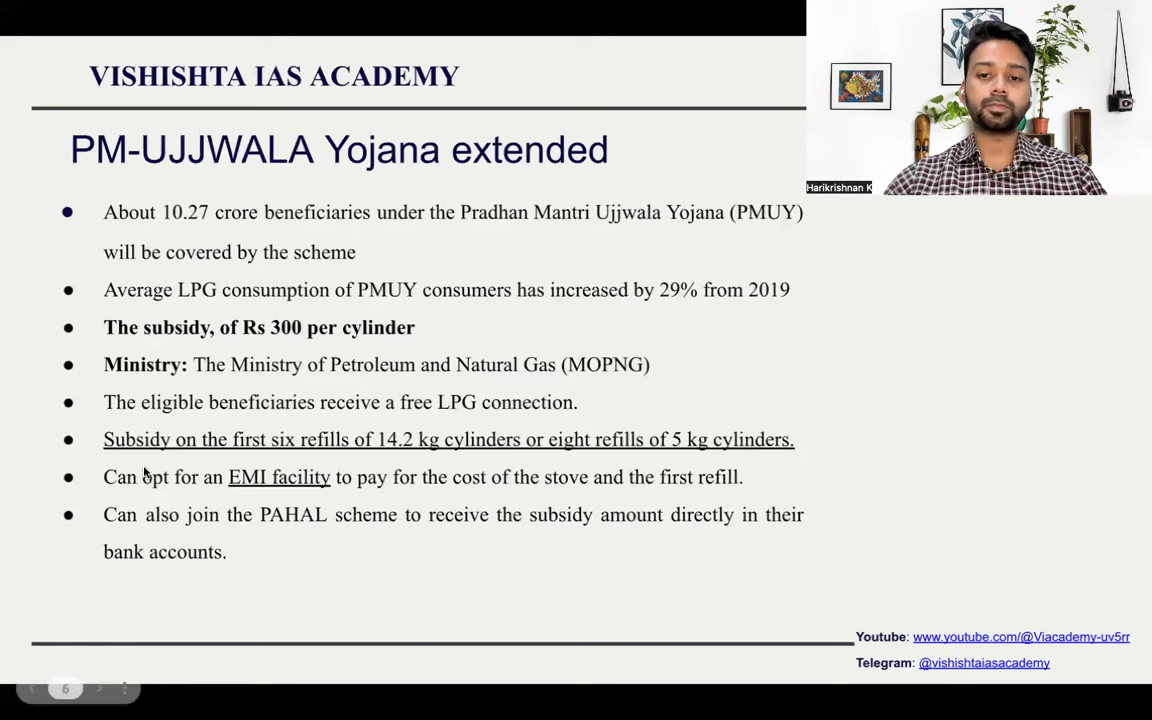 VISHISHTA IAS ACADEMY
PM-UJJWALA Yojana extended
Harikrishnan K
● About 10.27 crore beneficiaries under the Pradhan Mantri Ujjwala Yojana (PMUY)
will be covered by the scheme
● Average LPG consumption of PMUY consumers has increased by 29% from 2019
● The subsidy, of Rs 300 per cylinder
● Ministry: The Ministry of Petroleum and Natural Gas (MOPNG)
● The eligible beneficiaries receive a free LPG connection.
● Subsidy on the first six refills of 14.2 kg cylinders or eight refills of 5 kg cylinders.
● Can opt for an EMI facility to pay for the cost of the stove and the first refill.
● Can also join the PAHAL scheme to receive the subsidy amount directly in their
bank accounts.
Youtube: www.youtube.com/@Viacademy-uv5rr
Telegram: @vishishtaiasacademy
6